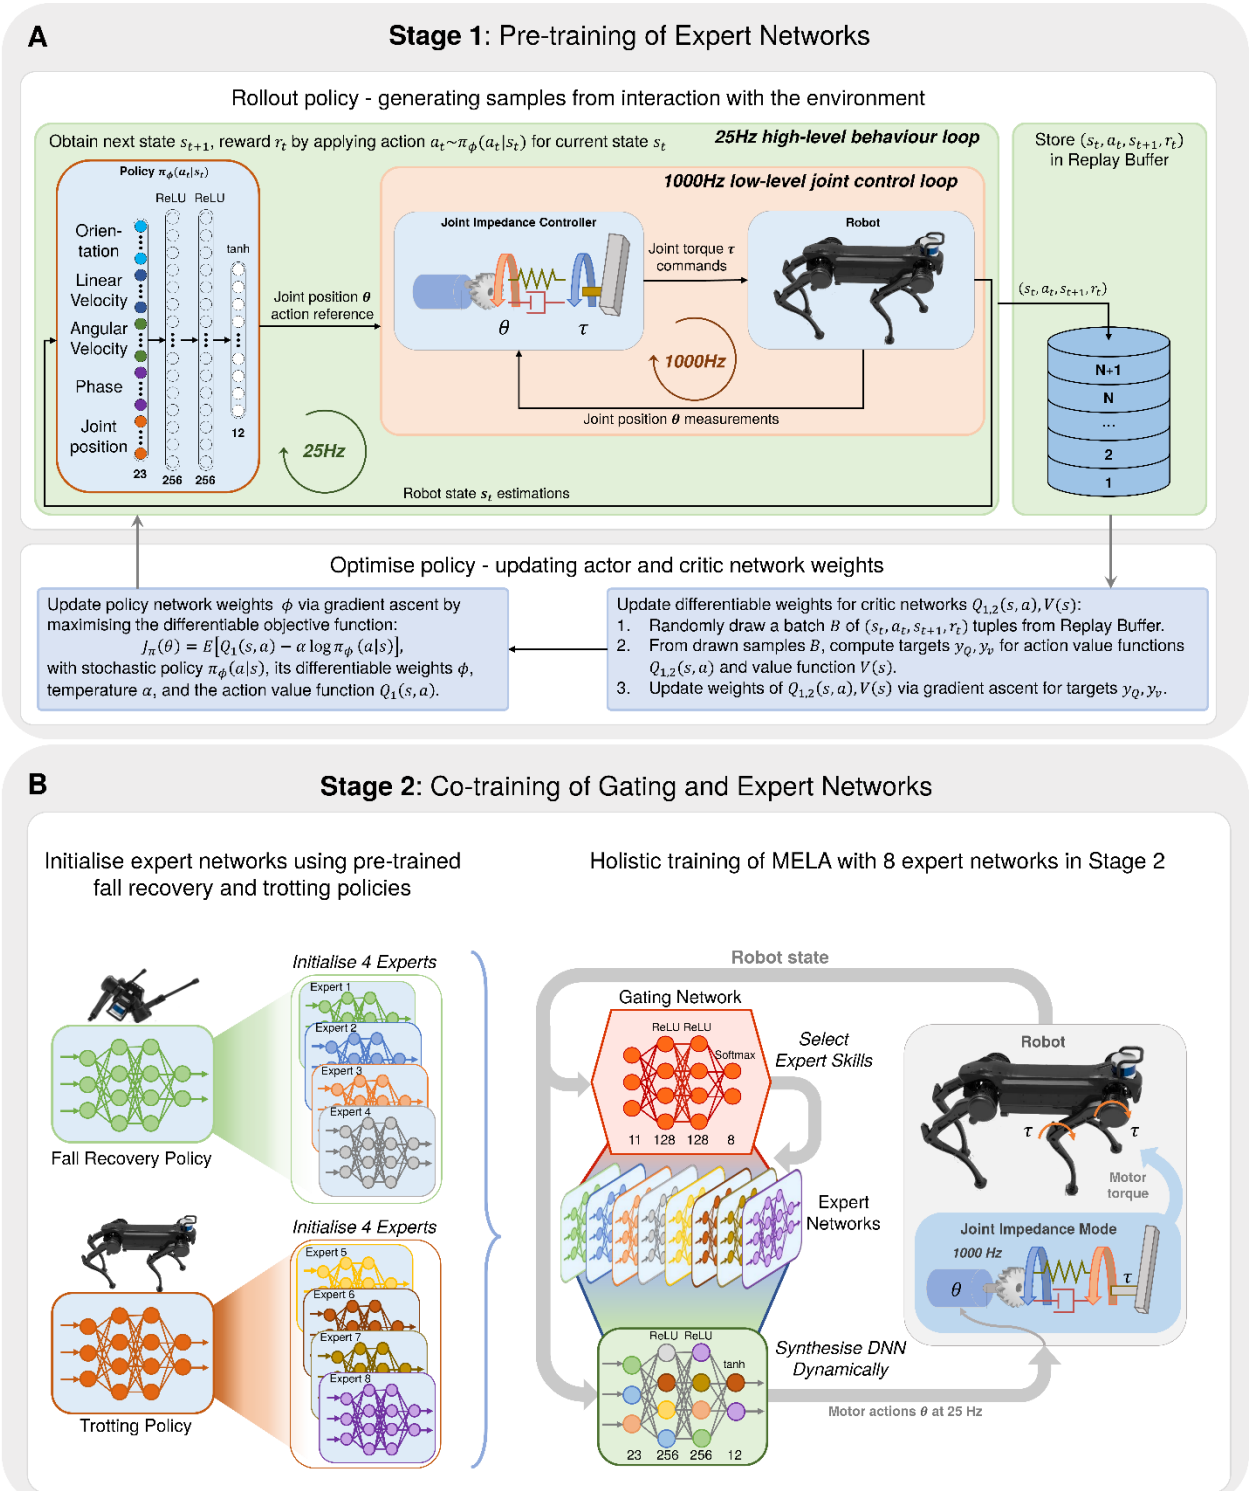 A
Stage 1: Pre-training of Expert Networks
Rollout policy - generating samples from interaction with the environment
Obtain next state s_{t+1}, reward r_t by applying action a_t~π_ϕ(a_t|s_t) for current state s_t
25Hz high-level behaviour loop
Policy π_ϕ(a_t|s_t)
ReLU ReLU
tanh
Orien-
tation
Linear
Velocity
Angular
Velocity
Phase
Joint
position
23
256
256
12
25Hz
Joint position θ
action reference
1000Hz low-level joint control loop
Joint Impedance Controller
θ
τ
Joint torque τ
commands
Robot
1000Hz
Joint position θ measurements
Robot state s_t estimations
Store (s_t, a_t, s_{t+1}, r_t)
in Replay Buffer
(s_t, a_t, s_{t+1}, r_t)
N+1
N
...
2
1
Optimise policy - updating actor and critic network weights
Update policy network weights ϕ via gradient ascent by
maximising the differentiable objective function:
J_π(θ) = E[Q_1(s, a) − α log π_ϕ (a|s)],
with stochastic policy π_ϕ(a|s), its differentiable weights ϕ,
temperature α, and the action value function Q_1(s, a).
Update differentiable weights for critic networks Q_{1,2}(s, a), V(s):
1. Randomly draw a batch B of (s_t, a_t, s_{t+1}, r_t) tuples from Replay Buffer.
2. From drawn samples B, compute targets y_Q, y_v for action value functions
Q_{1,2}(s, a) and value function V(s).
3. Update weights of Q_{1,2}(s, a), V(s) via gradient ascent for targets y_Q, y_v.
B
Stage 2: Co-training of Gating and Expert Networks
Initialise expert networks using pre-trained
fall recovery and trotting policies
Fall Recovery Policy
Initialise 4 Experts
Expert 1
Expert 2
Expert 3
Expert 4
Trotting Policy
Initialise 4 Experts
Expert 5
Expert 6
Expert 7
Expert 8
Holistic training of MELA with 8 expert networks in Stage 2
Robot state
Gating Network
ReLU ReLU
Softmax
11 128 128 8
Select
Expert Skills
Expert
Networks
ReLU ReLU
tanh
23 256 256 12
Synthesise DNN
Dynamically
Motor actions θ at 25 Hz
Robot
τ
τ
Motor
torque
Joint Impedance Mode
1000 Hz
θ
τ